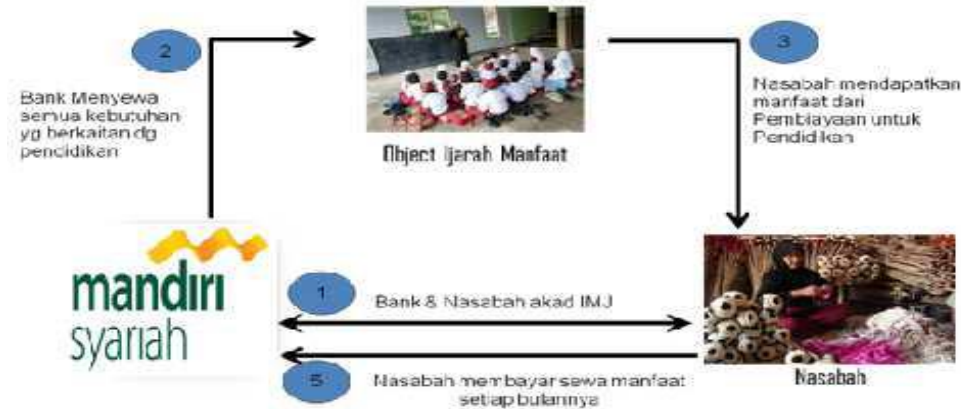 2
Bank Menyewa
semua kebutuhan
yg berkaitan dg
pendidikan
Object Ijarah Manfaat
3
Nasabah mendapatkan
manfaat dari
Pembiayaan untuk
Pendidikan
mandiri
syariah
1
Bank & Nasabah akad IMJ
Nasabah
5
Nasabah membayar sewa manfaat
setiap bulannya